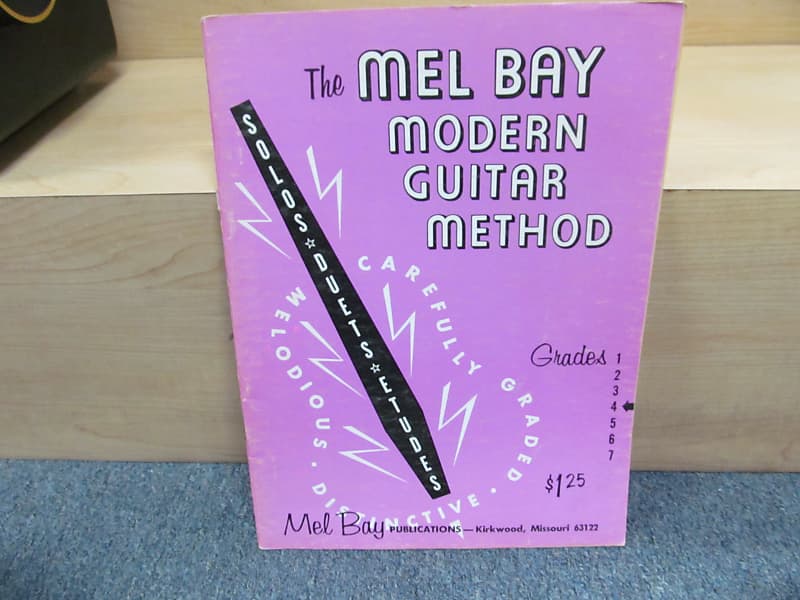 The MEL BAY
MODERN
GUITAR
METHOD
SOLOS ☆ DUETS ☆ ETUDES
CAREFULLY GRADED ·
MELODIOUS · DISTINCTIVE ·
Grades 1
2
3
4
5
6
7
$1.25
Mel Bay PUBLICATIONS — Kirkwood, Missouri 63122